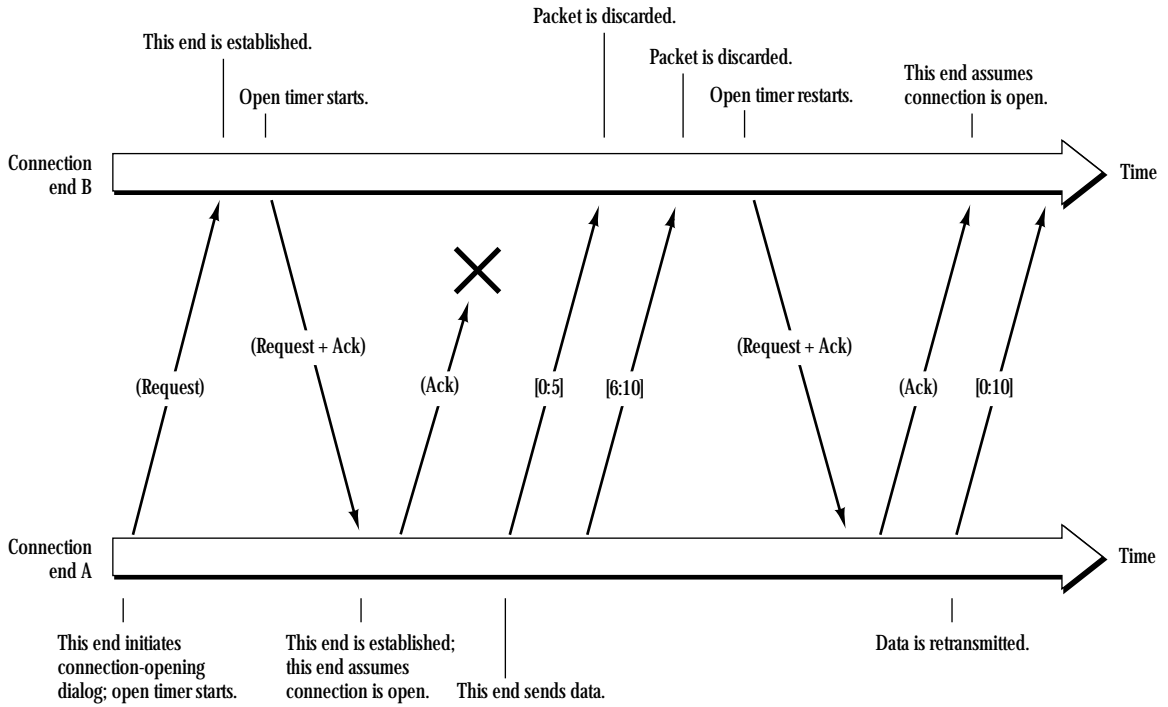 Packet is discarded.
This end is established.
Packet is discarded.
This end assumes
connection is open.
Open timer starts.
Open timer restarts.
Connection
end B
Time
(Request)
(Request + Ack)
(Ack)
[0:5]
[6:10]
(Request + Ack)
(Ack)
[0:10]
Connection
end A
Time
This end initiates
connection-opening
dialog; open timer starts.
This end is established;
this end assumes
connection is open.
This end sends data.
Data is retransmitted.